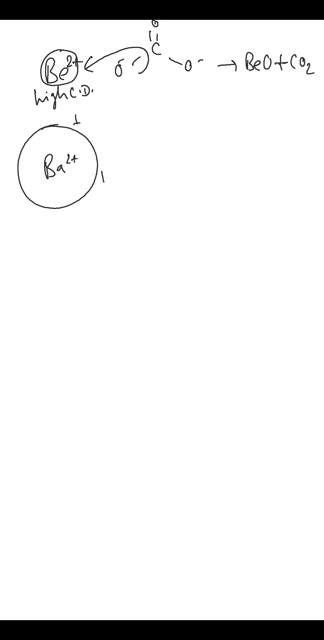 O
||
C
Be²⁺ O⁻ O⁻ → BeO + CO₂
high C.D.
Ba²⁺